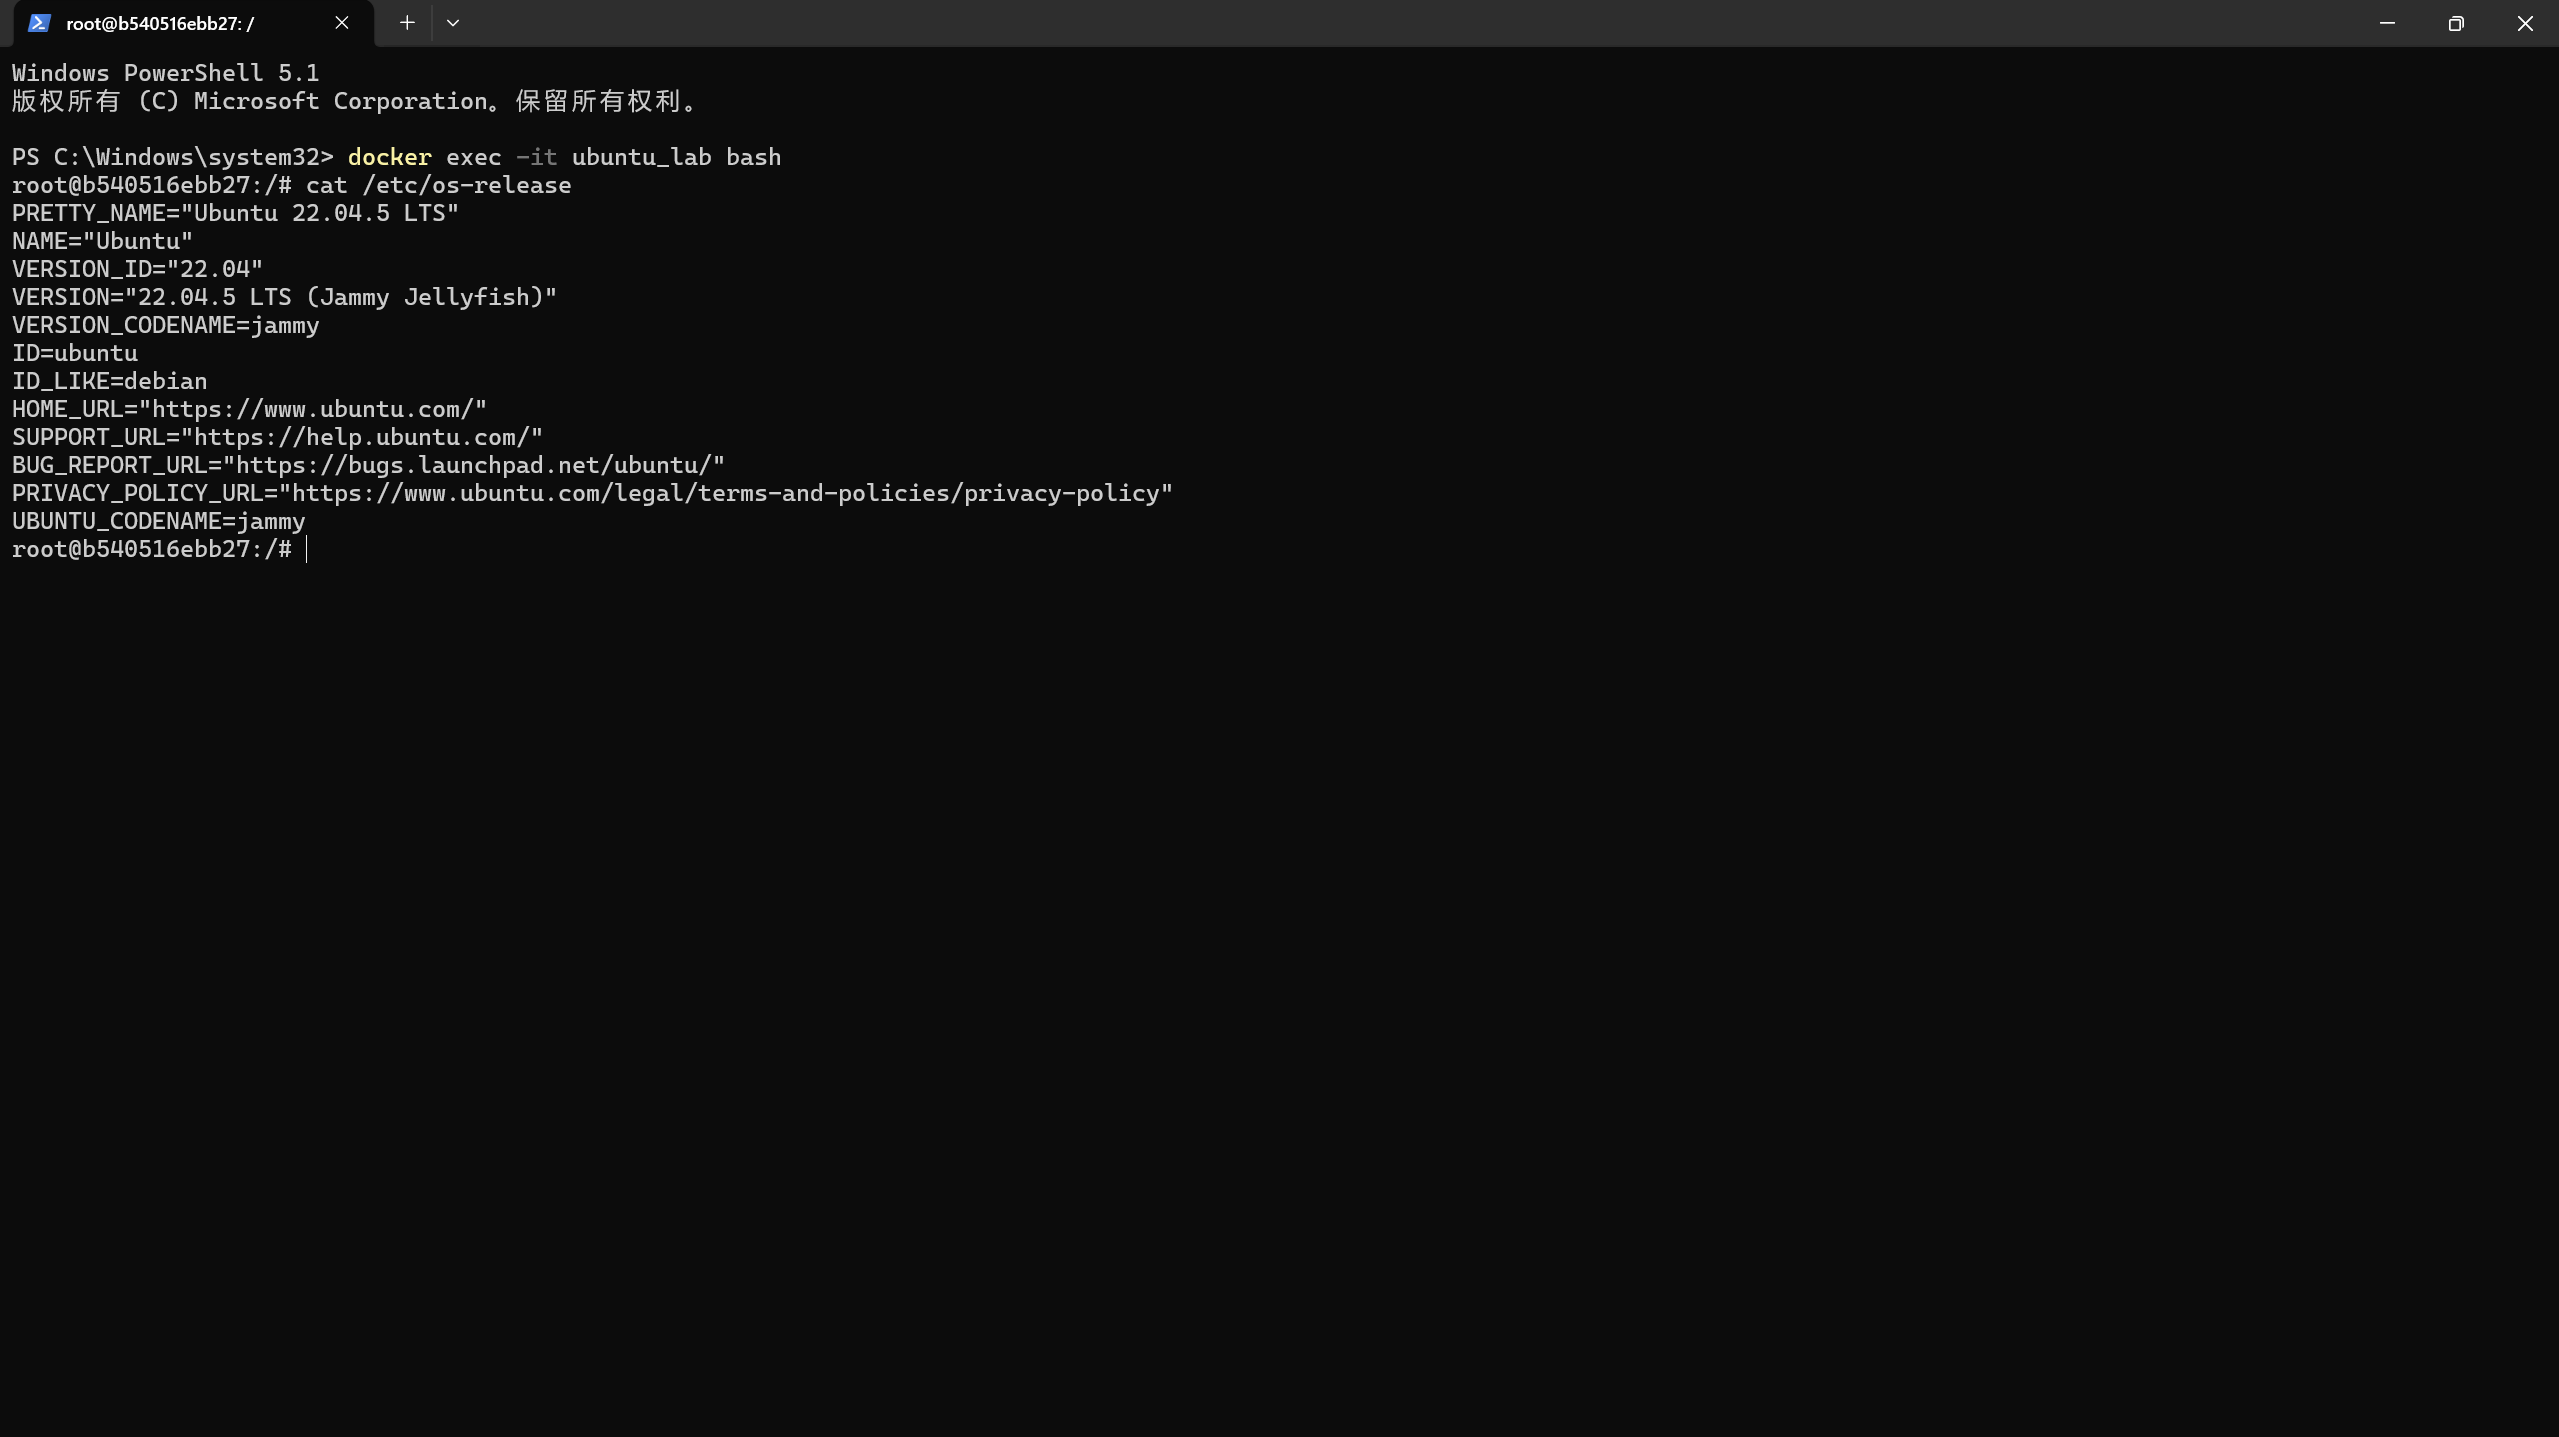 root@b540516ebb27: /
Windows PowerShell 5.1
版权所有 (C) Microsoft Corporation。保留所有权利。
PS C:\Windows\system32> docker exec -it ubuntu_lab bash
root@b540516ebb27:/# cat /etc/os-release
PRETTY_NAME="Ubuntu 22.04.5 LTS"
NAME="Ubuntu"
VERSION_ID="22.04"
VERSION="22.04.5 LTS (Jammy Jellyfish)"
VERSION_CODENAME=jammy
ID=ubuntu
ID_LIKE=debian
HOME_URL="https://www.ubuntu.com/"
SUPPORT_URL="https://help.ubuntu.com/"
BUG_REPORT_URL="https://bugs.launchpad.net/ubuntu/"
PRIVACY_POLICY_URL="https://www.ubuntu.com/legal/terms-and-policies/privacy-policy"
UBUNTU_CODENAME=jammy
root@b540516ebb27:/#